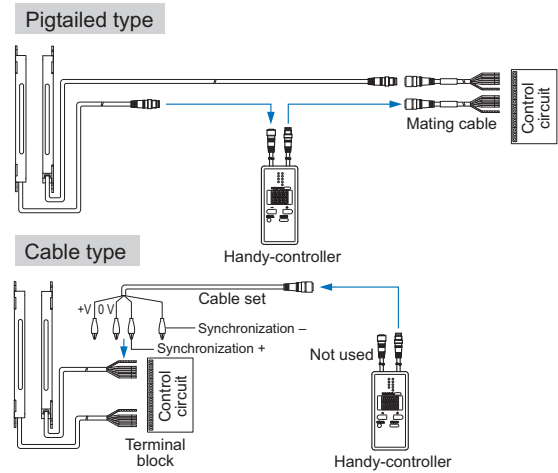 Pigtailed type
Mating cable
Control
circuit
Handy-controller
Cable type
+V 0 V
Cable set
Synchronization –
Synchronization +
Not used
Control
circuit
Terminal
block
Handy-controller